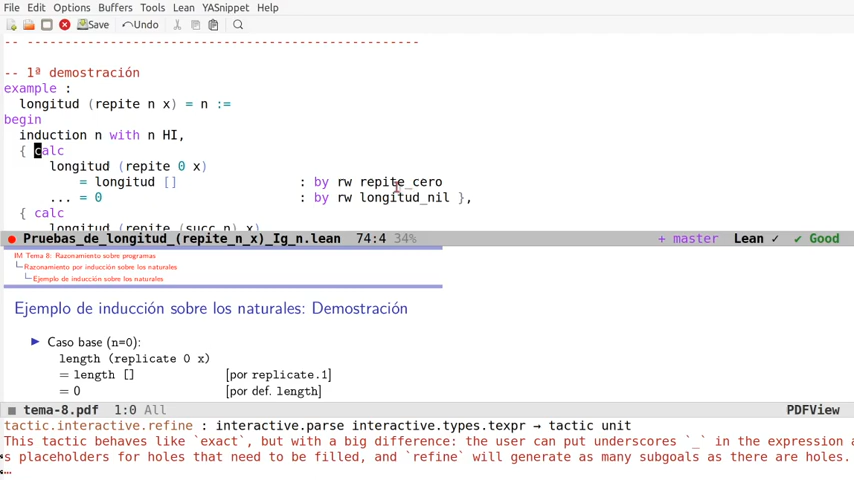 File Edit Options Buffers Tools Lean YASnippet Help
Save Undo
-- ----------------------------------------------------
-- 1ª demostración
example :
longitud (repite n x) = n :=
begin
induction n with n HI,
{ calc
longitud (repite 0 x)
= longitud [] : by rw repite_cero
... = 0 : by rw longitud_nil },
{ calc
longitud (repite (succ n) x)
Pruebas_de_longitud_(repite_n_x)_Ig_n.lean 74:4 34% + master Lean ✓ ✔ Good
IM Tema 8: Razonamiento sobre programas
Razonamiento por inducción sobre los naturales
Ejemplo de inducción sobre los naturales
Ejemplo de inducción sobre los naturales: Demostración
Caso base (n=0):
length (replicate 0 x)
= length [] [por replicate.1]
= 0 [por def. length]
tema-8.pdf 1:0 All PDFView
tactic.interactive.refine : interactive.parse interactive.types.texpr → tactic unit
This tactic behaves like `exact`, but with a big difference: the user can put underscores `_` in the expression a
s placeholders for holes that need to be filled, and `refine` will generate as many subgoals as there are holes.
…